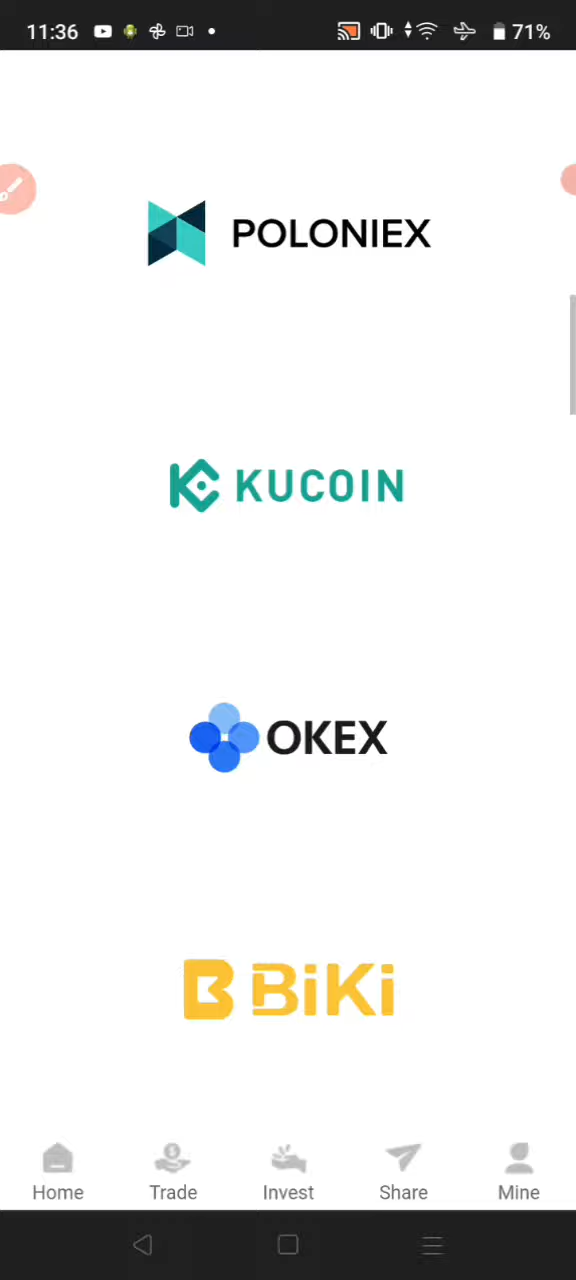 11:36
71%
POLONIEX
KUCOIN
OKEX
BiKi
Home
Trade
Invest
Share
Mine